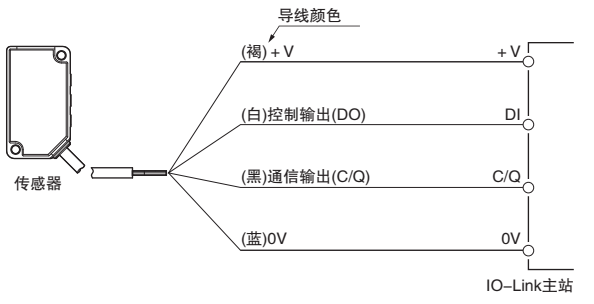 导线颜色
(褐)+V +V
(白)控制输出(DO) DI
(黑)通信输出(C/Q) C/Q
传感器
(蓝)0V 0V
IO-Link主站